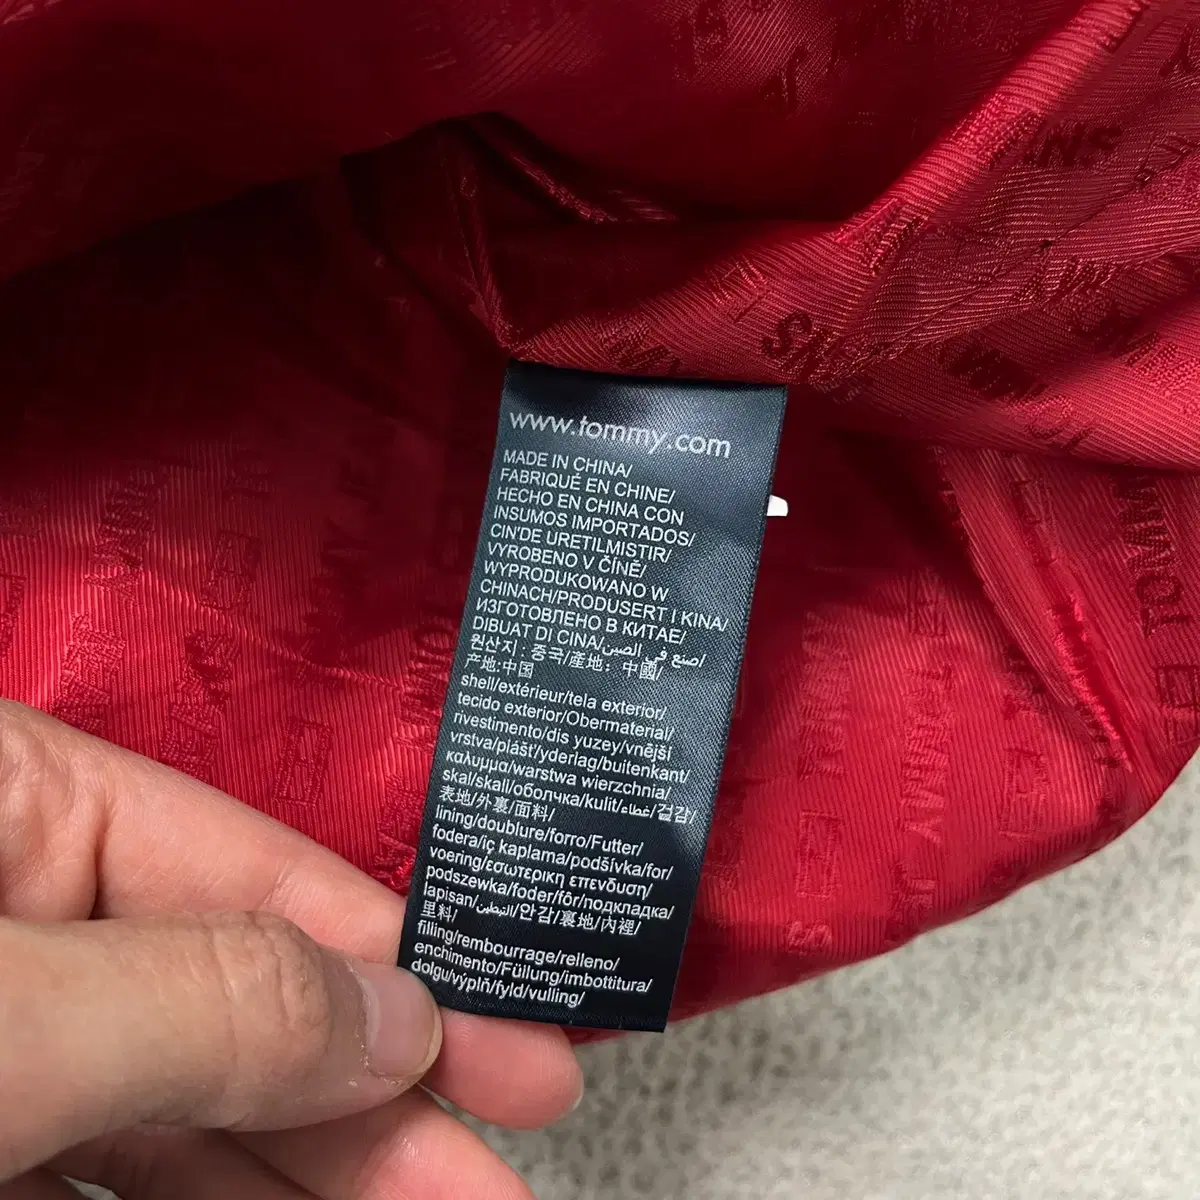 www.tommy.com
MADE IN CHINA/
FABRIQUÉ EN CHINE/
HECHO EN CHINA CON
INSUMOS IMPORTADOS/
CIN'DE URETILMISTIR/
VYROBENO V ČÍNĚ/
WYPRODUKOWANO W
CHINACH/PRODUSERT I KINA/
ИЗГОТОВЛЕНО В КИТАЕ/
DIBUAT DI CINA/اصنع في الصين/
원산지 : 중국/產地：中國/
产地:中国
shell/extérieur/tela exterior/
tecido exterior/Obermaterial/
rivestimento/dis yuzey/vnější
vrstva/plášť/yderlag/buitenkant/
καλυμμα/warstwa wierzchnia/
skal/skall/оболчка/kulit/غطاء/겉감/
表地/外裏/面料/
lining/doublure/forro/Futter/
fodera/iç kaplama/podšívka/for/
voering/εσωτερικη επενδυση/
podszewka/foder/fôr/подкладка/
lapisan/التبطين/안감/裏地/內裡/
里料/
filling/rembourrage/relleno/
enchimento/Füllung/imbottitura/
dolgu/výplň/fyld/vulling/